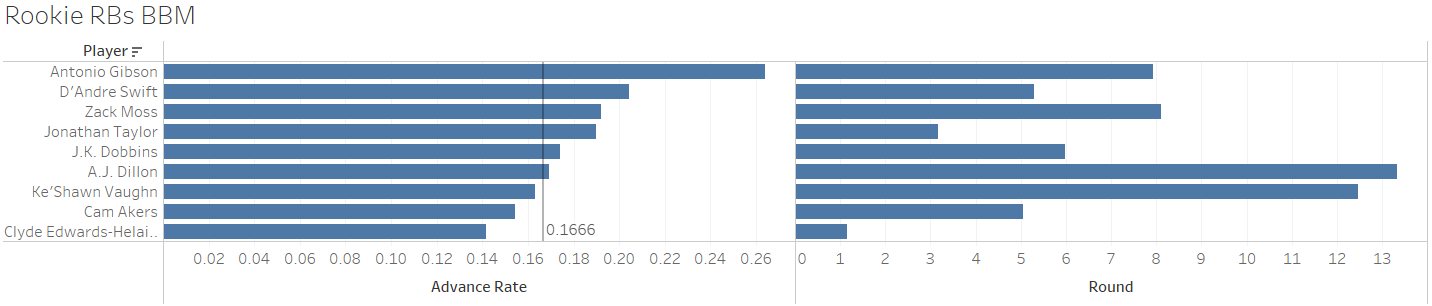 Rookie RBs BBM
Player
Antonio Gibson
D'Andre Swift
Zack Moss
Jonathan Taylor
J.K. Dobbins
A.J. Dillon
Ke'Shawn Vaughn
Cam Akers
Clyde Edwards-Helai..
0.1666
0.02 0.04 0.06 0.08 0.10 0.12 0.14 0.16 0.18 0.20 0.22 0.24 0.26
0 1 2 3 4 5 6 7 8 9 10 11 12 13
Advance Rate
Round